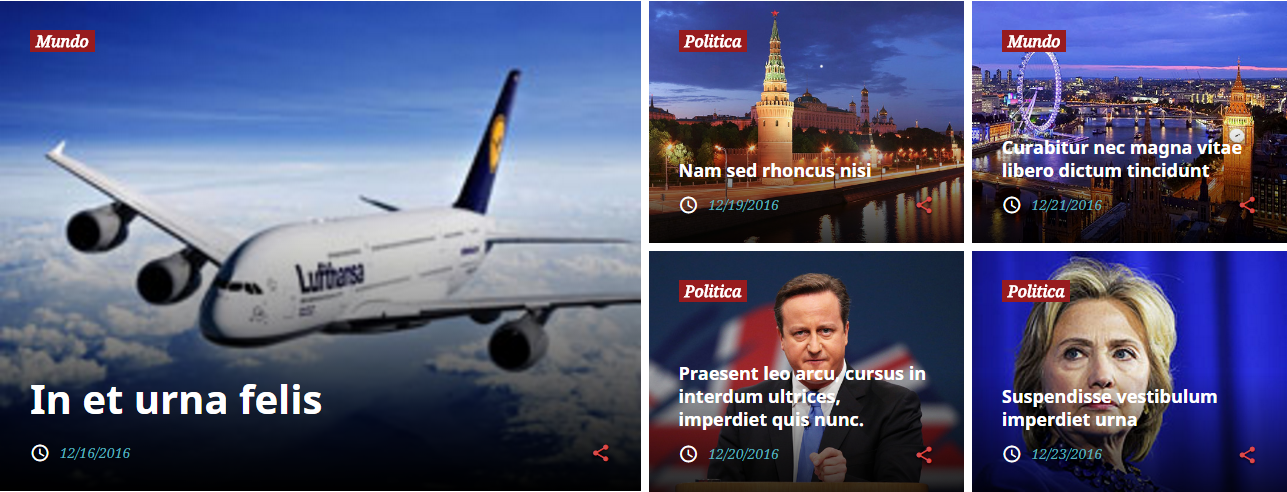 Mundo
Lufthansa
In et urna felis
12/16/2016
Politica
Nam sed rhoncus nisi
12/19/2016
Mundo
Curabitur nec magna vitae
libero dictum tincidunt
12/21/2016
Politica
Praesent leo arcu, cursus in
interdum ultrices,
imperdiet quis nunc.
12/20/2016
Politica
Suspendisse vestibulum
imperdiet urna
12/23/2016